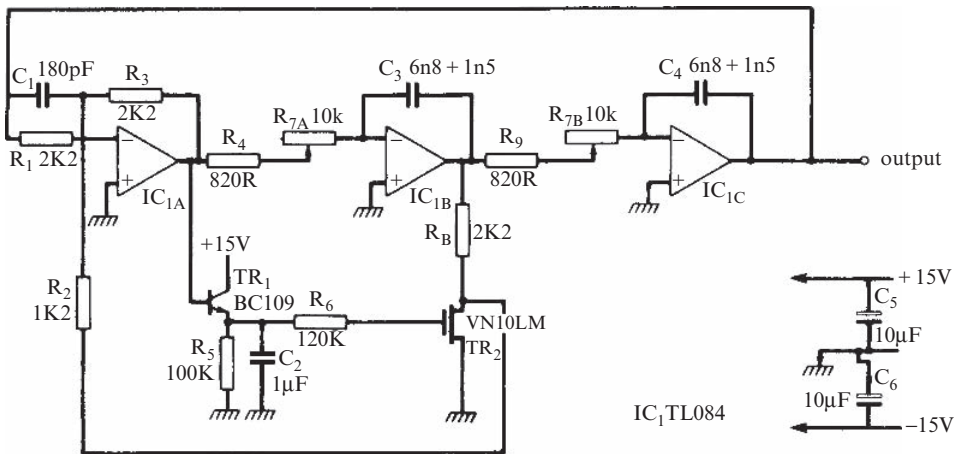 C1 180pF
R3
2K2
C3 6n8 + 1n5
C4 6n8 + 1n5
R7A 10k
R7B 10k
R1 2K2
−
+
IC1A
R4
820R
−
+
IC1B
R9
820R
−
+
IC1C
output
RB 2K2
+15V
TR1
BC109
R2
1K2
R6
120K
VN10LM
TR2
R5
100K
C2
1µF
+ 15V
C5
10µF
C6
10µF
−15V
IC1TL084